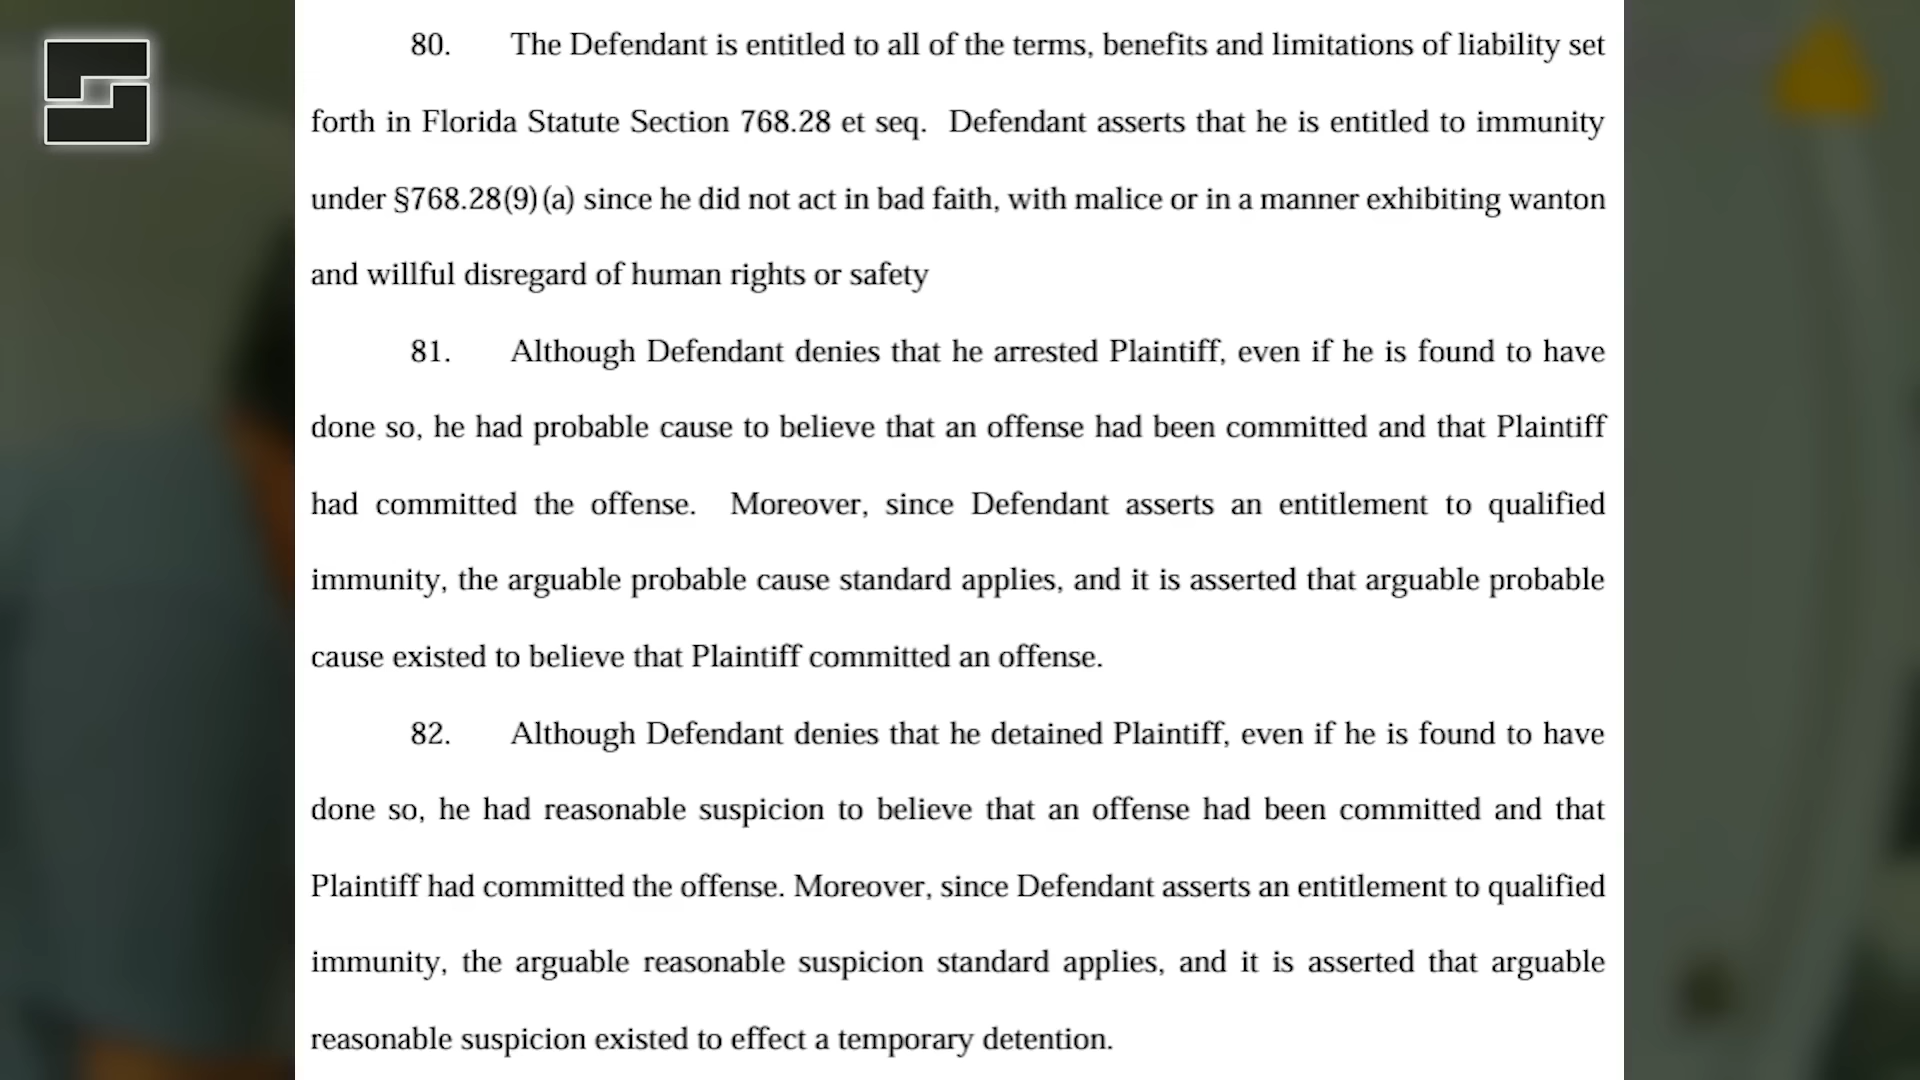 80. The Defendant is entitled to all of the terms, benefits and limitations of liability set
forth in Florida Statute Section 768.28 et seq. Defendant asserts that he is entitled to immunity
under §768.28(9)(a) since he did not act in bad faith, with malice or in a manner exhibiting wanton
and willful disregard of human rights or safety
81. Although Defendant denies that he arrested Plaintiff, even if he is found to have
done so, he had probable cause to believe that an offense had been committed and that Plaintiff
had committed the offense. Moreover, since Defendant asserts an entitlement to qualified
immunity, the arguable probable cause standard applies, and it is asserted that arguable probable
cause existed to believe that Plaintiff committed an offense.
82. Although Defendant denies that he detained Plaintiff, even if he is found to have
done so, he had reasonable suspicion to believe that an offense had been committed and that
Plaintiff had committed the offense. Moreover, since Defendant asserts an entitlement to qualified
immunity, the arguable reasonable suspicion standard applies, and it is asserted that arguable
reasonable suspicion existed to effect a temporary detention.